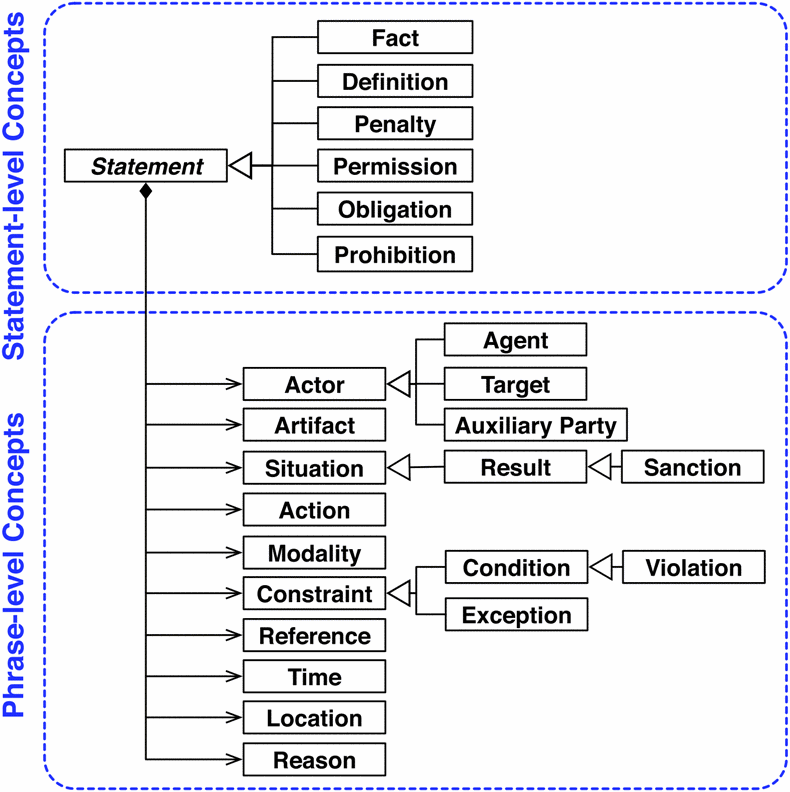 Statement-level Concepts
Fact
Definition
Penalty
Statement
Permission
Obligation
Prohibition
Phrase-level Concepts
Agent
Actor
Target
Artifact
Auxiliary Party
Situation
Result
Sanction
Action
Modality
Condition
Violation
Constraint
Exception
Reference
Time
Location
Reason